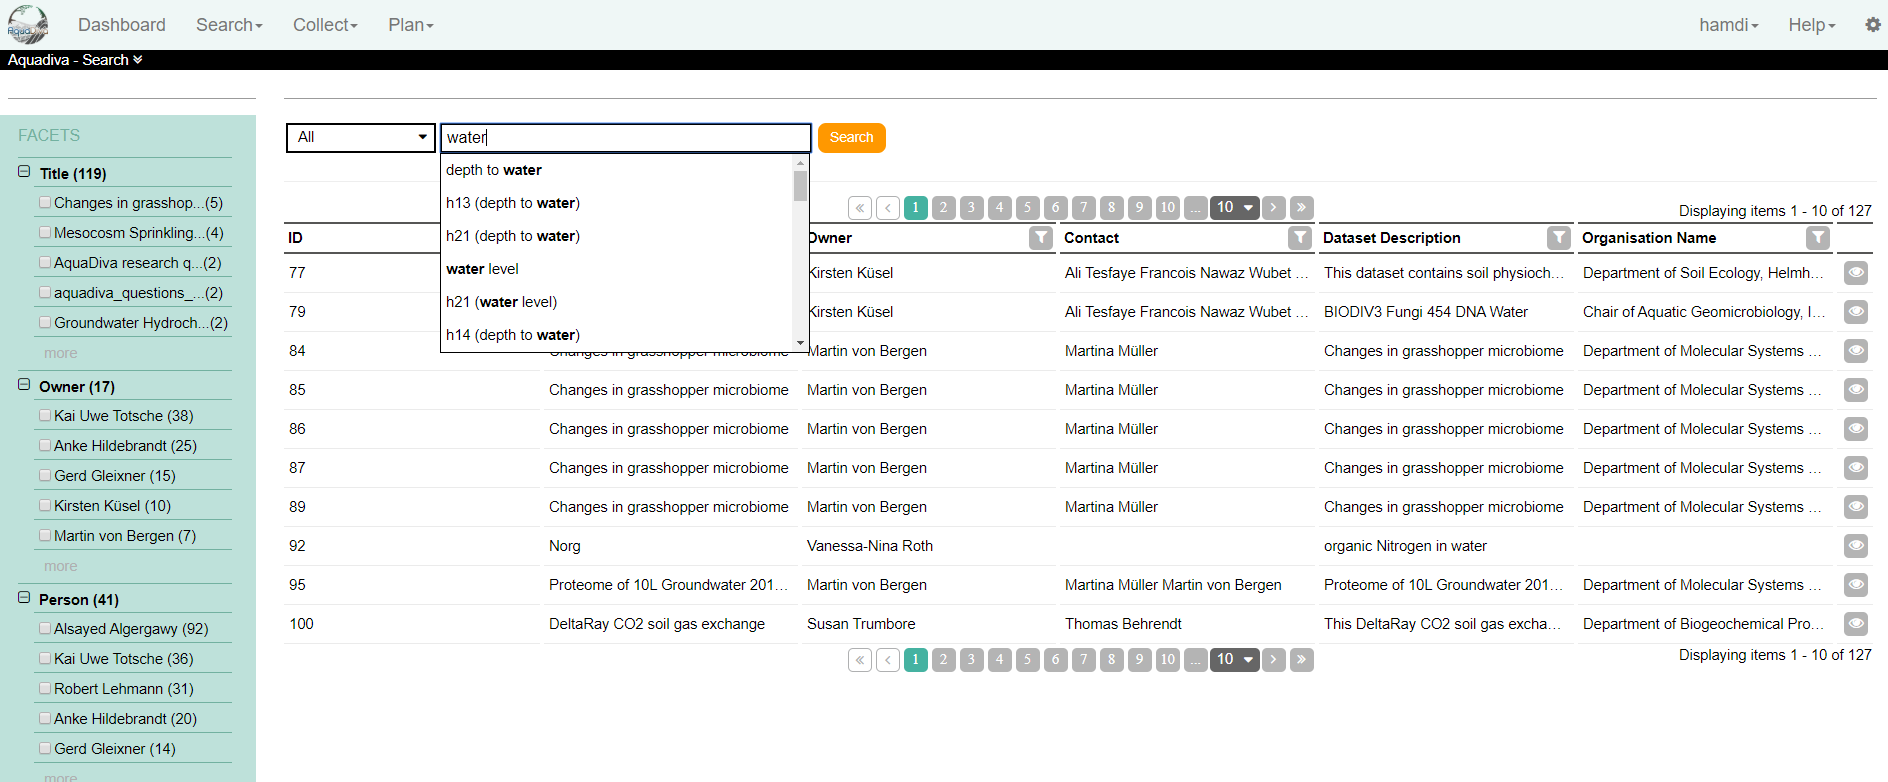 Dashboard Search Collect Plan hamdi Help
Aquadiva - Search
FACETS
Title (119)
Changes in grasshop...(5)
Mesocosm Sprinkling...(4)
AquaDiva research q...(2)
aquadiva_questions_...(2)
Groundwater Hydroch...(2)
more
Owner (17)
Kai Uwe Totsche (38)
Anke Hildebrandt (25)
Gerd Gleixner (15)
Kirsten Küsel (10)
Martin von Bergen (7)
more
Person (41)
Alsayed Algergawy (92)
Kai Uwe Totsche (36)
Robert Lehmann (31)
Anke Hildebrandt (20)
Gerd Gleixner (14)
more
All water Search
depth to water
h13 (depth to water)
h21 (depth to water)
water level
h21 (water level)
h14 (depth to water)
« ‹ 1 2 3 4 5 6 7 8 9 10 ... 10 › »
Displaying items 1 - 10 of 127
ID Owner Contact Dataset Description Organisation Name
77 Kirsten Küsel Ali Tesfaye Francois Nawaz Wubet ... This dataset contains soil physioch... Department of Soil Ecology, Helmh...
79 Kirsten Küsel Ali Tesfaye Francois Nawaz Wubet ... BIODIV3 Fungi 454 DNA Water Chair of Aquatic Geomicrobiology, I...
84 Changes in grasshopper microbiome Martin von Bergen Martina Müller Changes in grasshopper microbiome Department of Molecular Systems ...
85 Changes in grasshopper microbiome Martin von Bergen Martina Müller Changes in grasshopper microbiome Department of Molecular Systems ...
86 Changes in grasshopper microbiome Martin von Bergen Martina Müller Changes in grasshopper microbiome Department of Molecular Systems ...
87 Changes in grasshopper microbiome Martin von Bergen Martina Müller Changes in grasshopper microbiome Department of Molecular Systems ...
89 Changes in grasshopper microbiome Martin von Bergen Martina Müller Changes in grasshopper microbiome Department of Molecular Systems ...
92 Norg Vanessa-Nina Roth organic Nitrogen in water
95 Proteome of 10L Groundwater 201... Martin von Bergen Martina Müller Martin von Bergen Proteome of 10L Groundwater 201... Department of Molecular Systems ...
100 DeltaRay CO2 soil gas exchange Susan Trumbore Thomas Behrendt This DeltaRay CO2 soil gas excha... Department of Biogeochemical Pro...
« ‹ 1 2 3 4 5 6 7 8 9 10 ... 10 › »
Displaying items 1 - 10 of 127